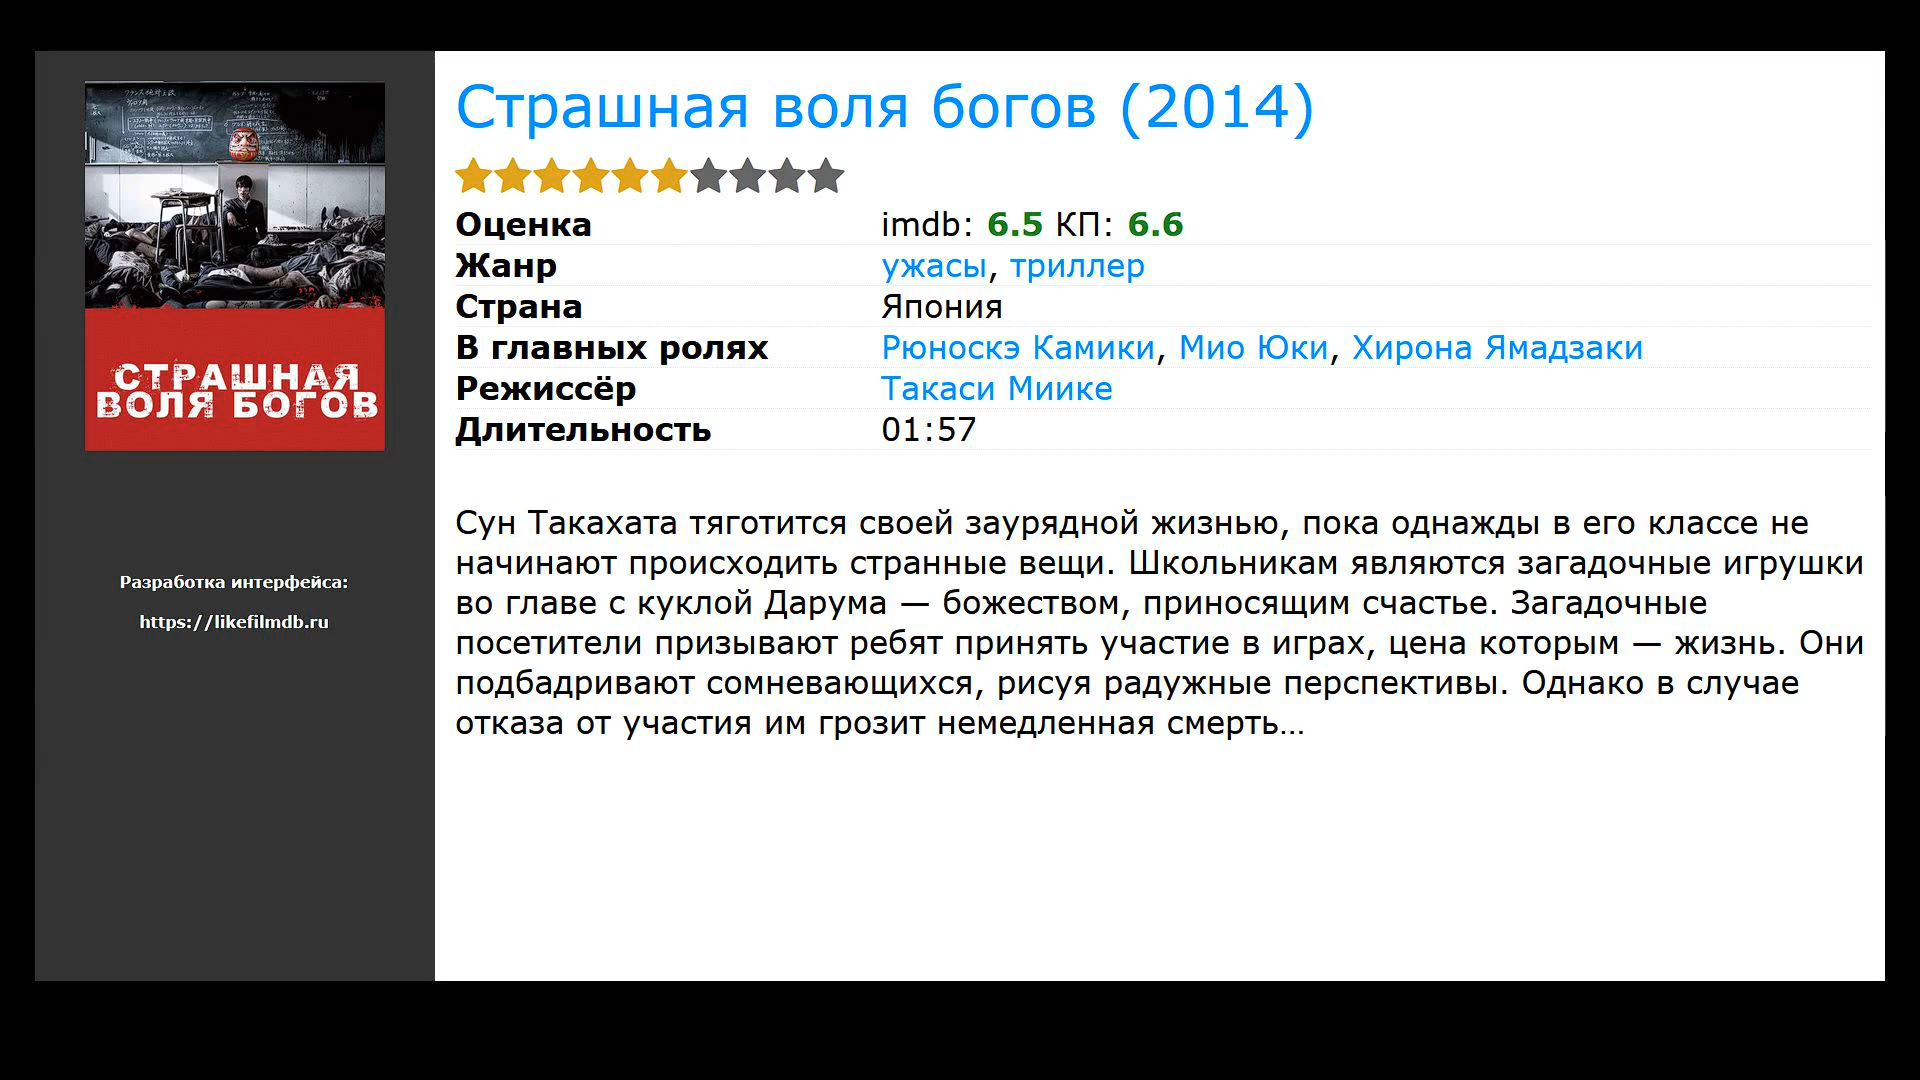 СТРАШНАЯ
ВОЛЯ БОГОВ
Разработка интерфейса:
https://likefilmdb.ru
Страшная воля богов (2014)
Оценка imdb: 6.5 КП: 6.6
Жанр ужасы, триллер
Страна Япония
В главных ролях Рюноскэ Камики, Мио Юки, Хирона Ямадзаки
Режиссёр Такаси Миике
Длительность 01:57
Сун Такахата тяготится своей заурядной жизнью, пока однажды в его классе не
начинают происходить странные вещи. Школьникам являются загадочные игрушки
во главе с куклой Дарума — божеством, приносящим счастье. Загадочные
посетители призывают ребят принять участие в играх, цена которым — жизнь. Они
подбадривают сомневающихся, рисуя радужные перспективы. Однако в случае
отказа от участия им грозит немедленная смерть…